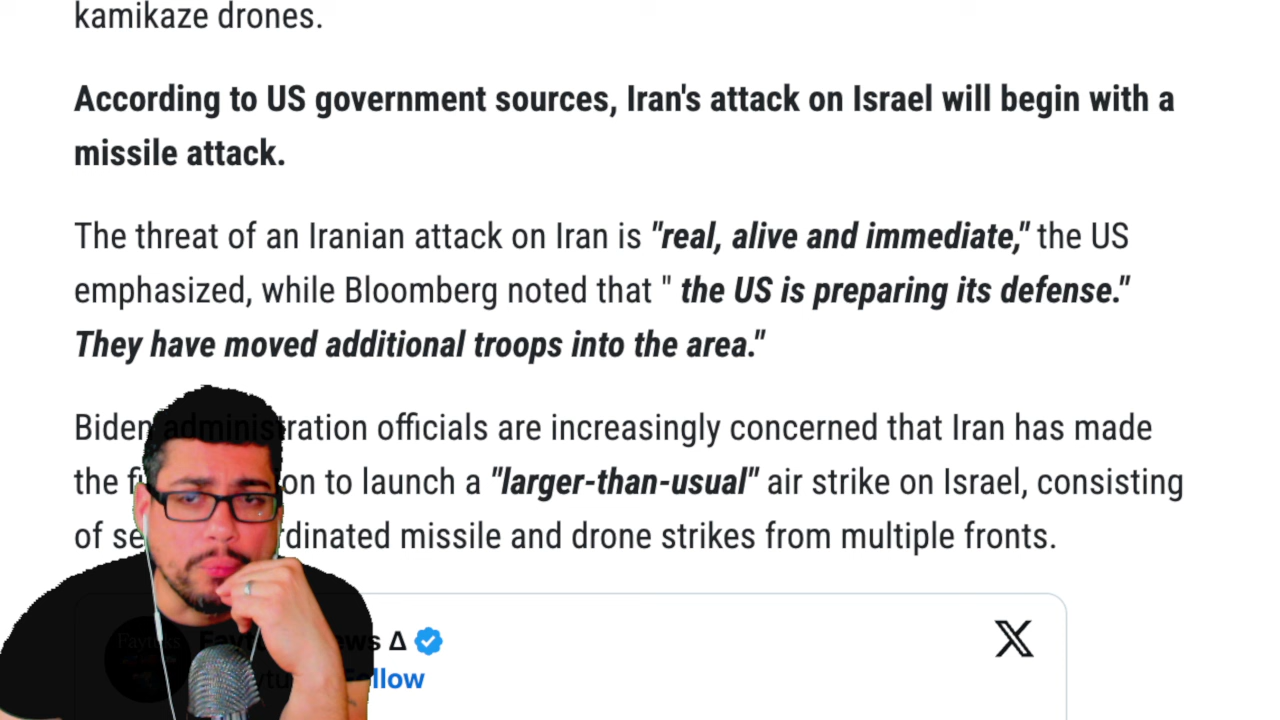 kamikaze drones.
According to US government sources, Iran's attack on Israel will begin with a
missile attack.
The threat of an Iranian attack on Iran is "real, alive and immediate," the US
emphasized, while Bloomberg noted that " the US is preparing its defense."
They have moved additional troops into the area."
Biden administration officials are increasingly concerned that Iran has made
the on to launch a "larger-than-usual" air strike on Israel, consisting
of missile and drone strikes from multiple fronts.
Δ
X